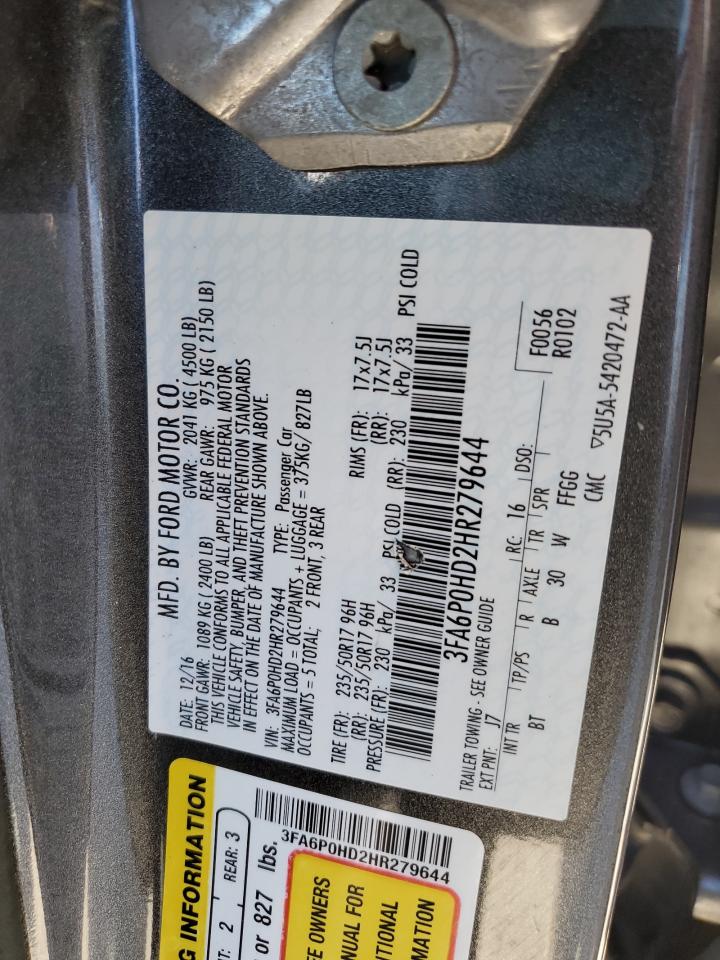 MFD. BY FORD MOTOR CO.
DATE: 12/16 GVWR: 2041 KG ( 4500 LB)
FRONT GAWR: 1089 KG ( 2400 LB) REAR GAWR: 975 KG ( 2150 LB)
THIS VEHICLE CONFORMS TO ALL APPLICABLE FEDERAL MOTOR
VEHICLE SAFETY, BUMPER, AND THEFT PREVENTION STANDARDS
IN EFFECT ON THE DATE OF MANUFACTURE SHOWN ABOVE.
VIN: 3FA6P0HD2HR279644 TYPE: Passenger Car
MAXIMUM LOAD = OCCUPANTS + LUGGAGE = 375KG/ 827LB
OCCUPANTS = 5 TOTAL; 2 FRONT, 3 REAR
TIRE (FR): 235/50R17 96H RIMS (FR): 17x7.5J
(RR): 235/50R17 96H (RR): 17x7.5J
PRESSURE (FR): 230 kPa/ 33 PSI COLD (RR): 230 kPa/ 33 PSI COLD
3FA6P0HD2HR279644
TRAILER TOWING - SEE OWNER GUIDE
EXT PNT: J7 RC: 16 DSO: F0056
R0102
INT TR TP/PS R AXLE TR SPR
BT B 30 W FFGG
CMC ▽5U5A-5420472-AA
G INFORMATION
T: 2 REAR: 3
or 827 lbs.
3FA6P0HD2HR279644
E OWNERS
NUAL FOR
ITIONAL
MATION